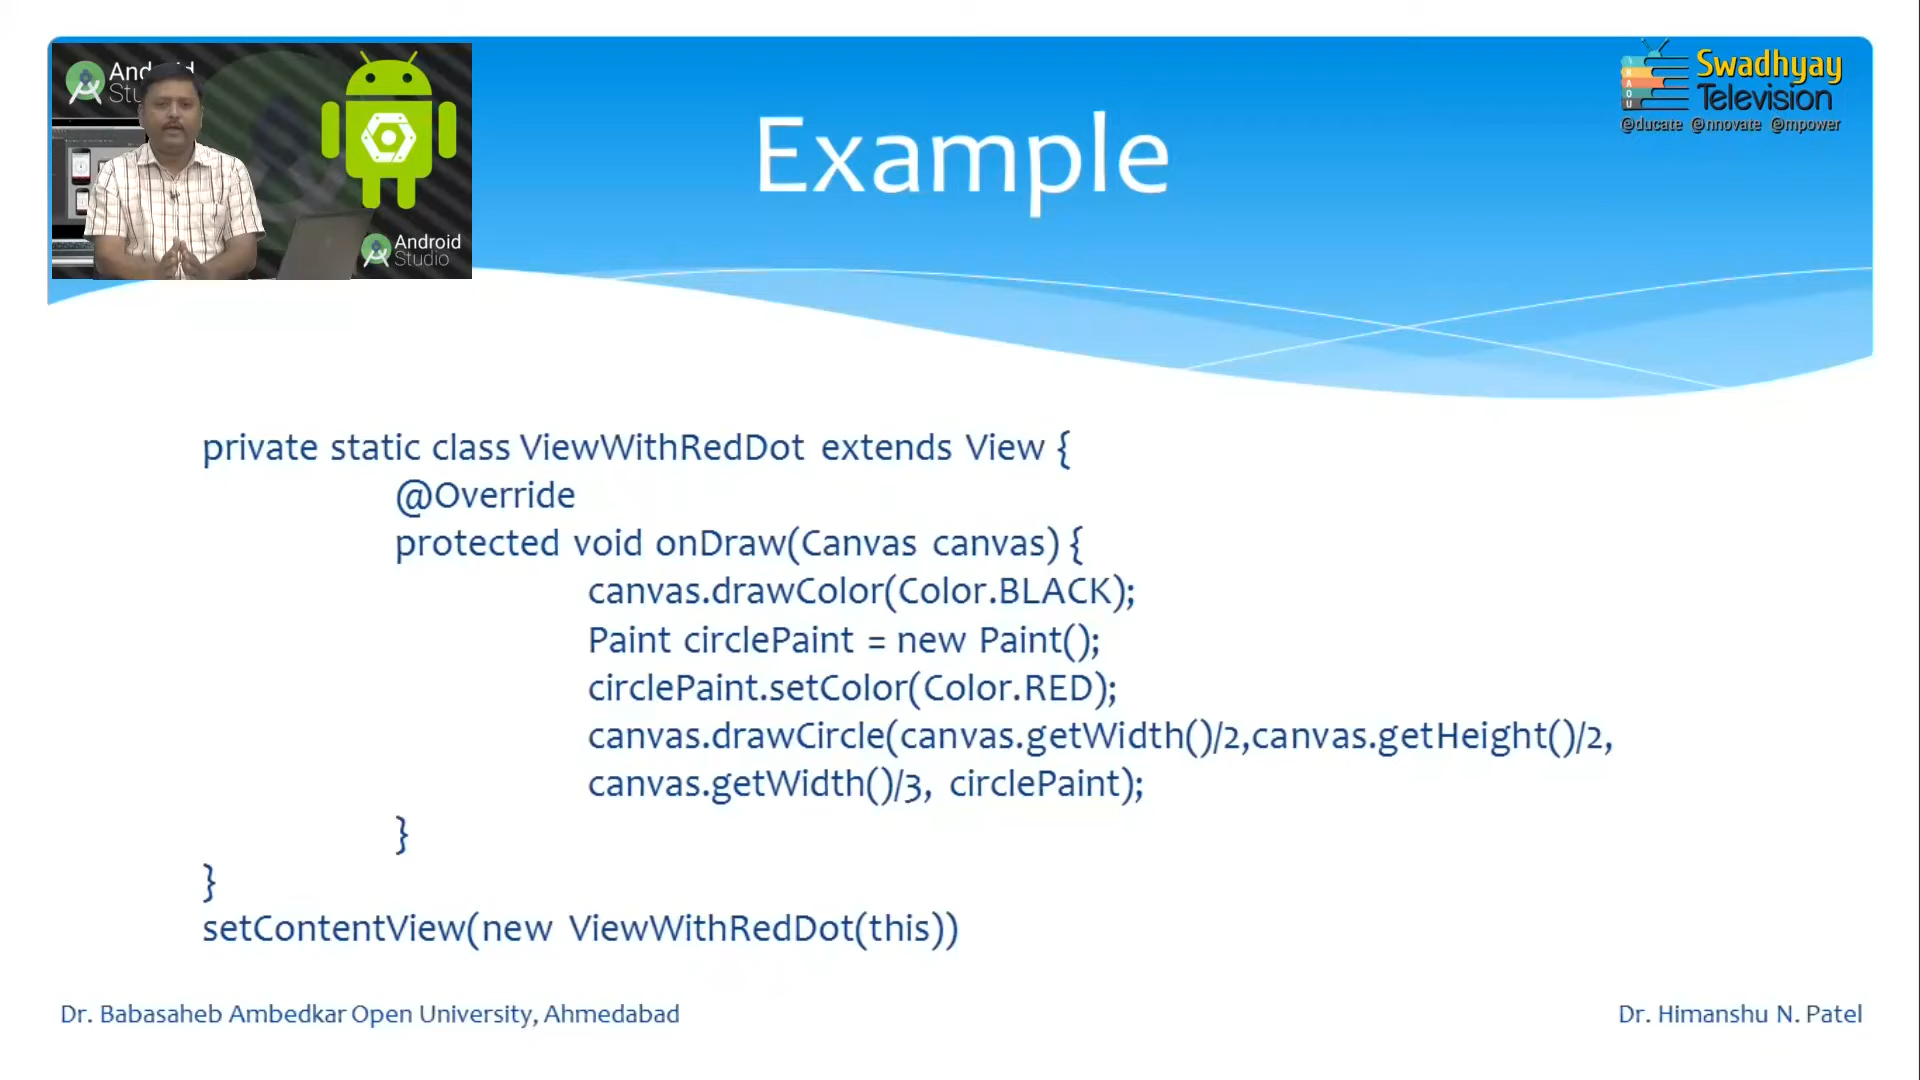 Android
Studio
Swadhyay
Television
@ducate @nnovate @mpower
Example
private static class ViewWithRedDot extends View {
@Override
protected void onDraw(Canvas canvas) {
canvas.drawColor(Color.BLACK);
Paint circlePaint = new Paint();
circlePaint.setColor(Color.RED);
canvas.drawCircle(canvas.getWidth()/2,canvas.getHeight()/2,
canvas.getWidth()/3, circlePaint);
}
}
setContentView(new ViewWithRedDot(this))
Dr. Babasaheb Ambedkar Open University, Ahmedabad
Dr. Himanshu N. Patel